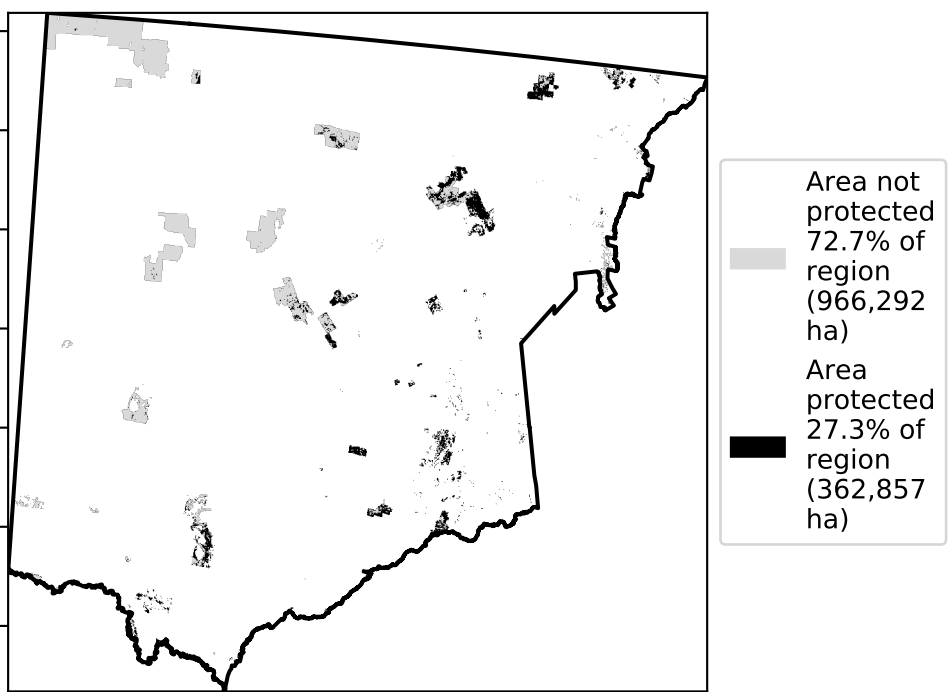 Area not
protected
72.7% of
region
(966,292
ha)
Area
protected
27.3% of
region
(362,857
ha)